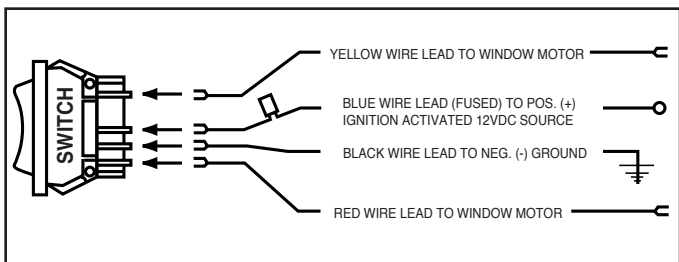 SWITCH
YELLOW WIRE LEAD TO WINDOW MOTOR
BLUE WIRE LEAD (FUSED) TO POS. (+)
IGNITION ACTIVATED 12VDC SOURCE
BLACK WIRE LEAD TO NEG. (-) GROUND
RED WIRE LEAD TO WINDOW MOTOR